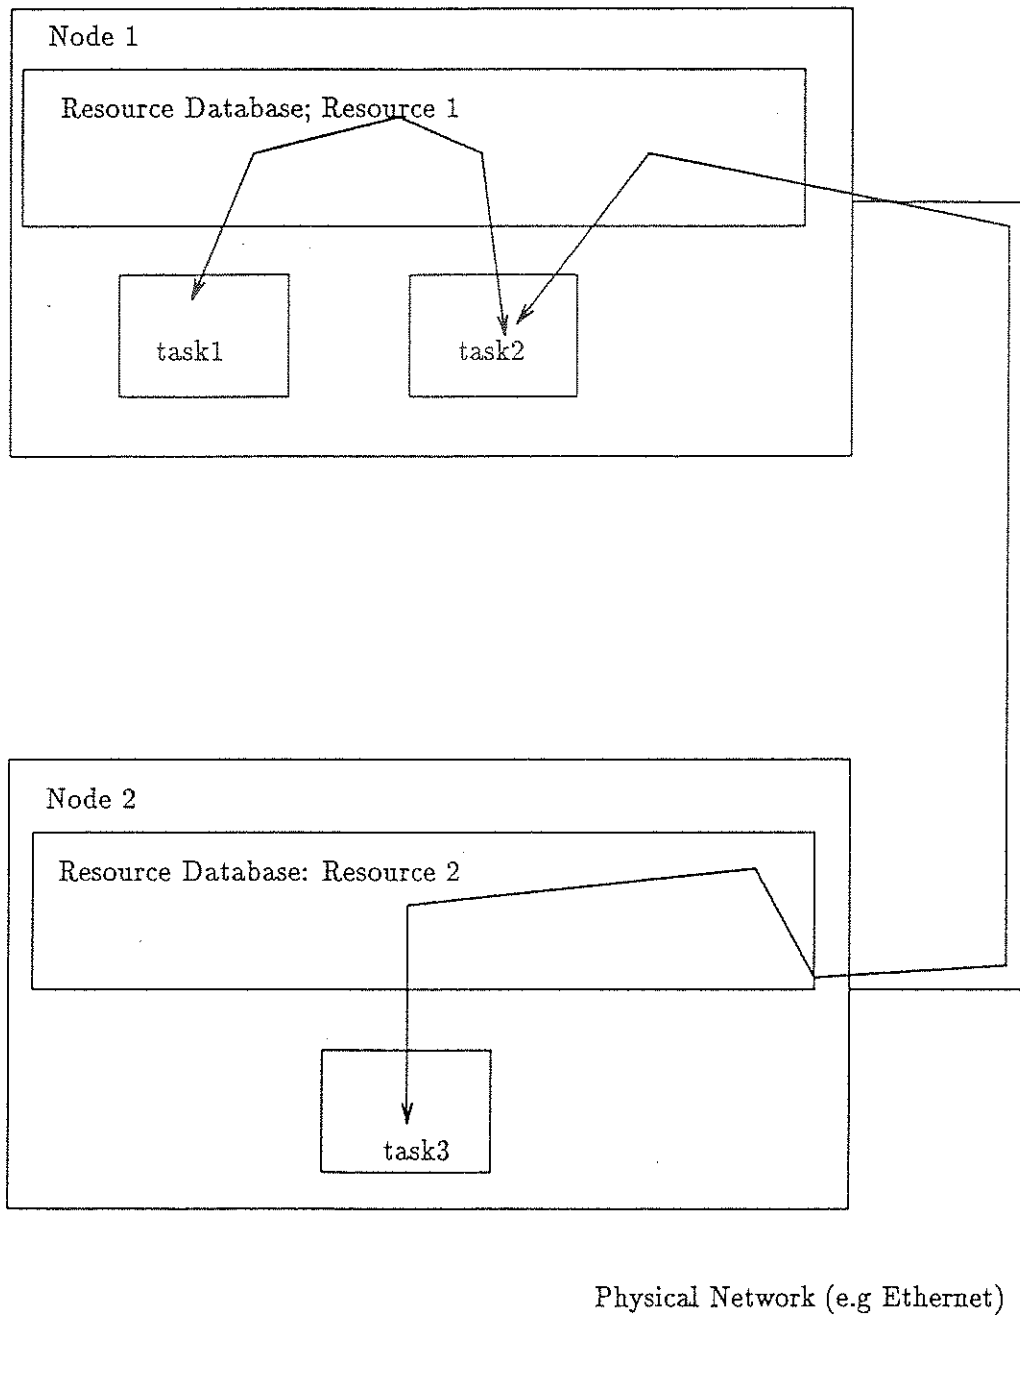 Node 1
Resource Database; Resource 1
task1
task2
Node 2
Resource Database: Resource 2
task3
Physical Network (e.g Ethernet)